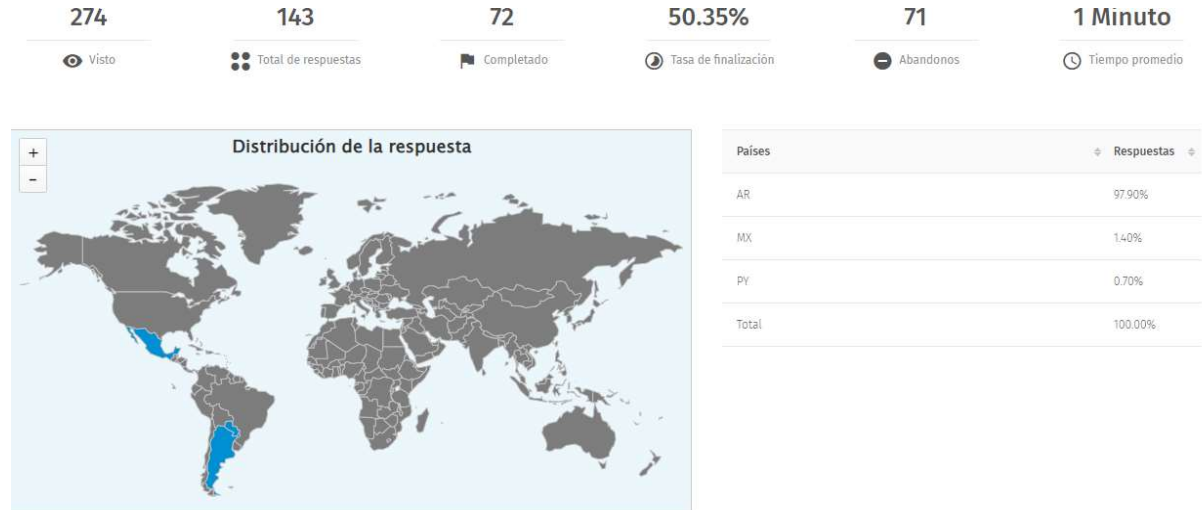 274 143 72 50.35% 71 1 Minuto
Visto Total de respuestas Completado Tasa de finalización Abandonos Tiempo promedio
+ Distribución de la respuesta
-
Países Respuestas
AR 97.90%
MX 1.40%
PY 0.70%
Total 100.00%